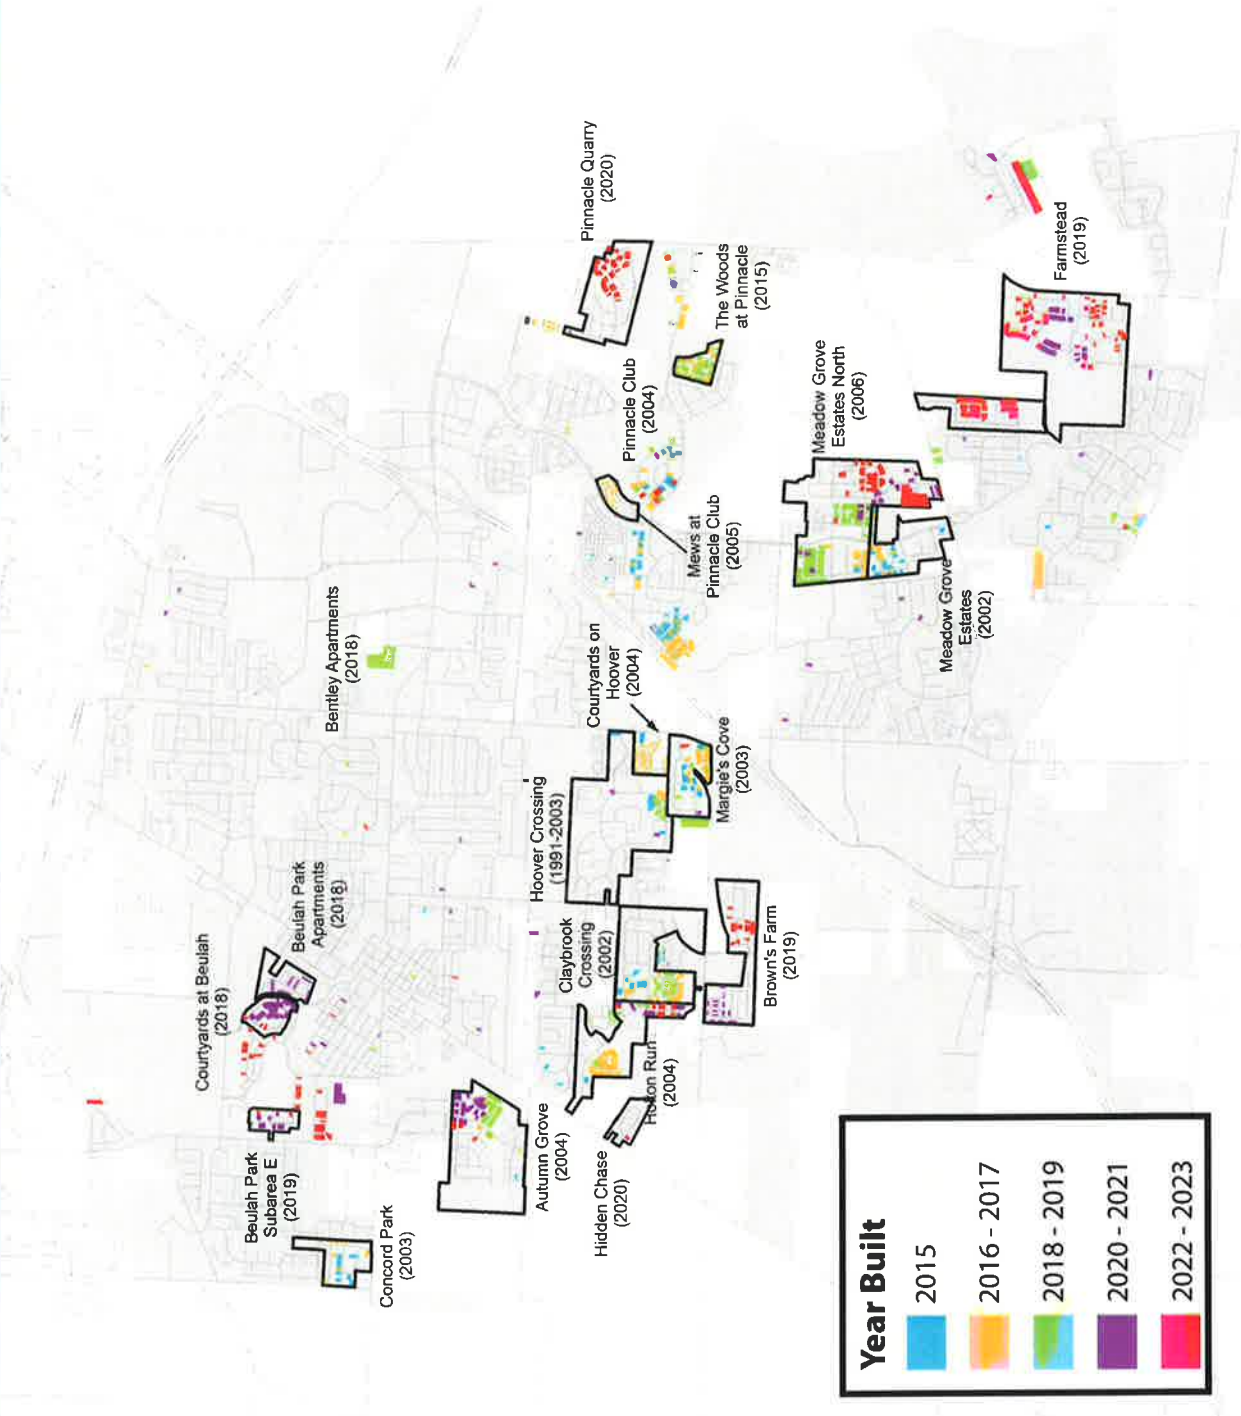 Pinnacle Quarry
(2020)
The Woods
at Pinnacle
(2015)
Farmstead
(2019)
Pinnacle Club
(2004)
Meadow Grove
Estates North
(2006)
Mews at
Pinnacle Club
(2005)
Meadow Grove
Estates
(2002)
Bentley Apartments
(2018)
Courtyards on
Hoover
(2004)
Margie's Cove
(2003)
Hoover Crossing
(1991-2003)
Beulah Park
Apartments
(2018)
Courtyards at Beulah
(2018)
Claybrook
Crossing
(2002)
Brown's Farm
(2019)
Holton Run
(2004)
Autumn Grove
(2004)
Hidden Chase
(2020)
Beulah Park
Subarea E
(2019)
Concord Park
(2003)
Year Built
2015
2016 - 2017
2018 - 2019
2020 - 2021
2022 - 2023